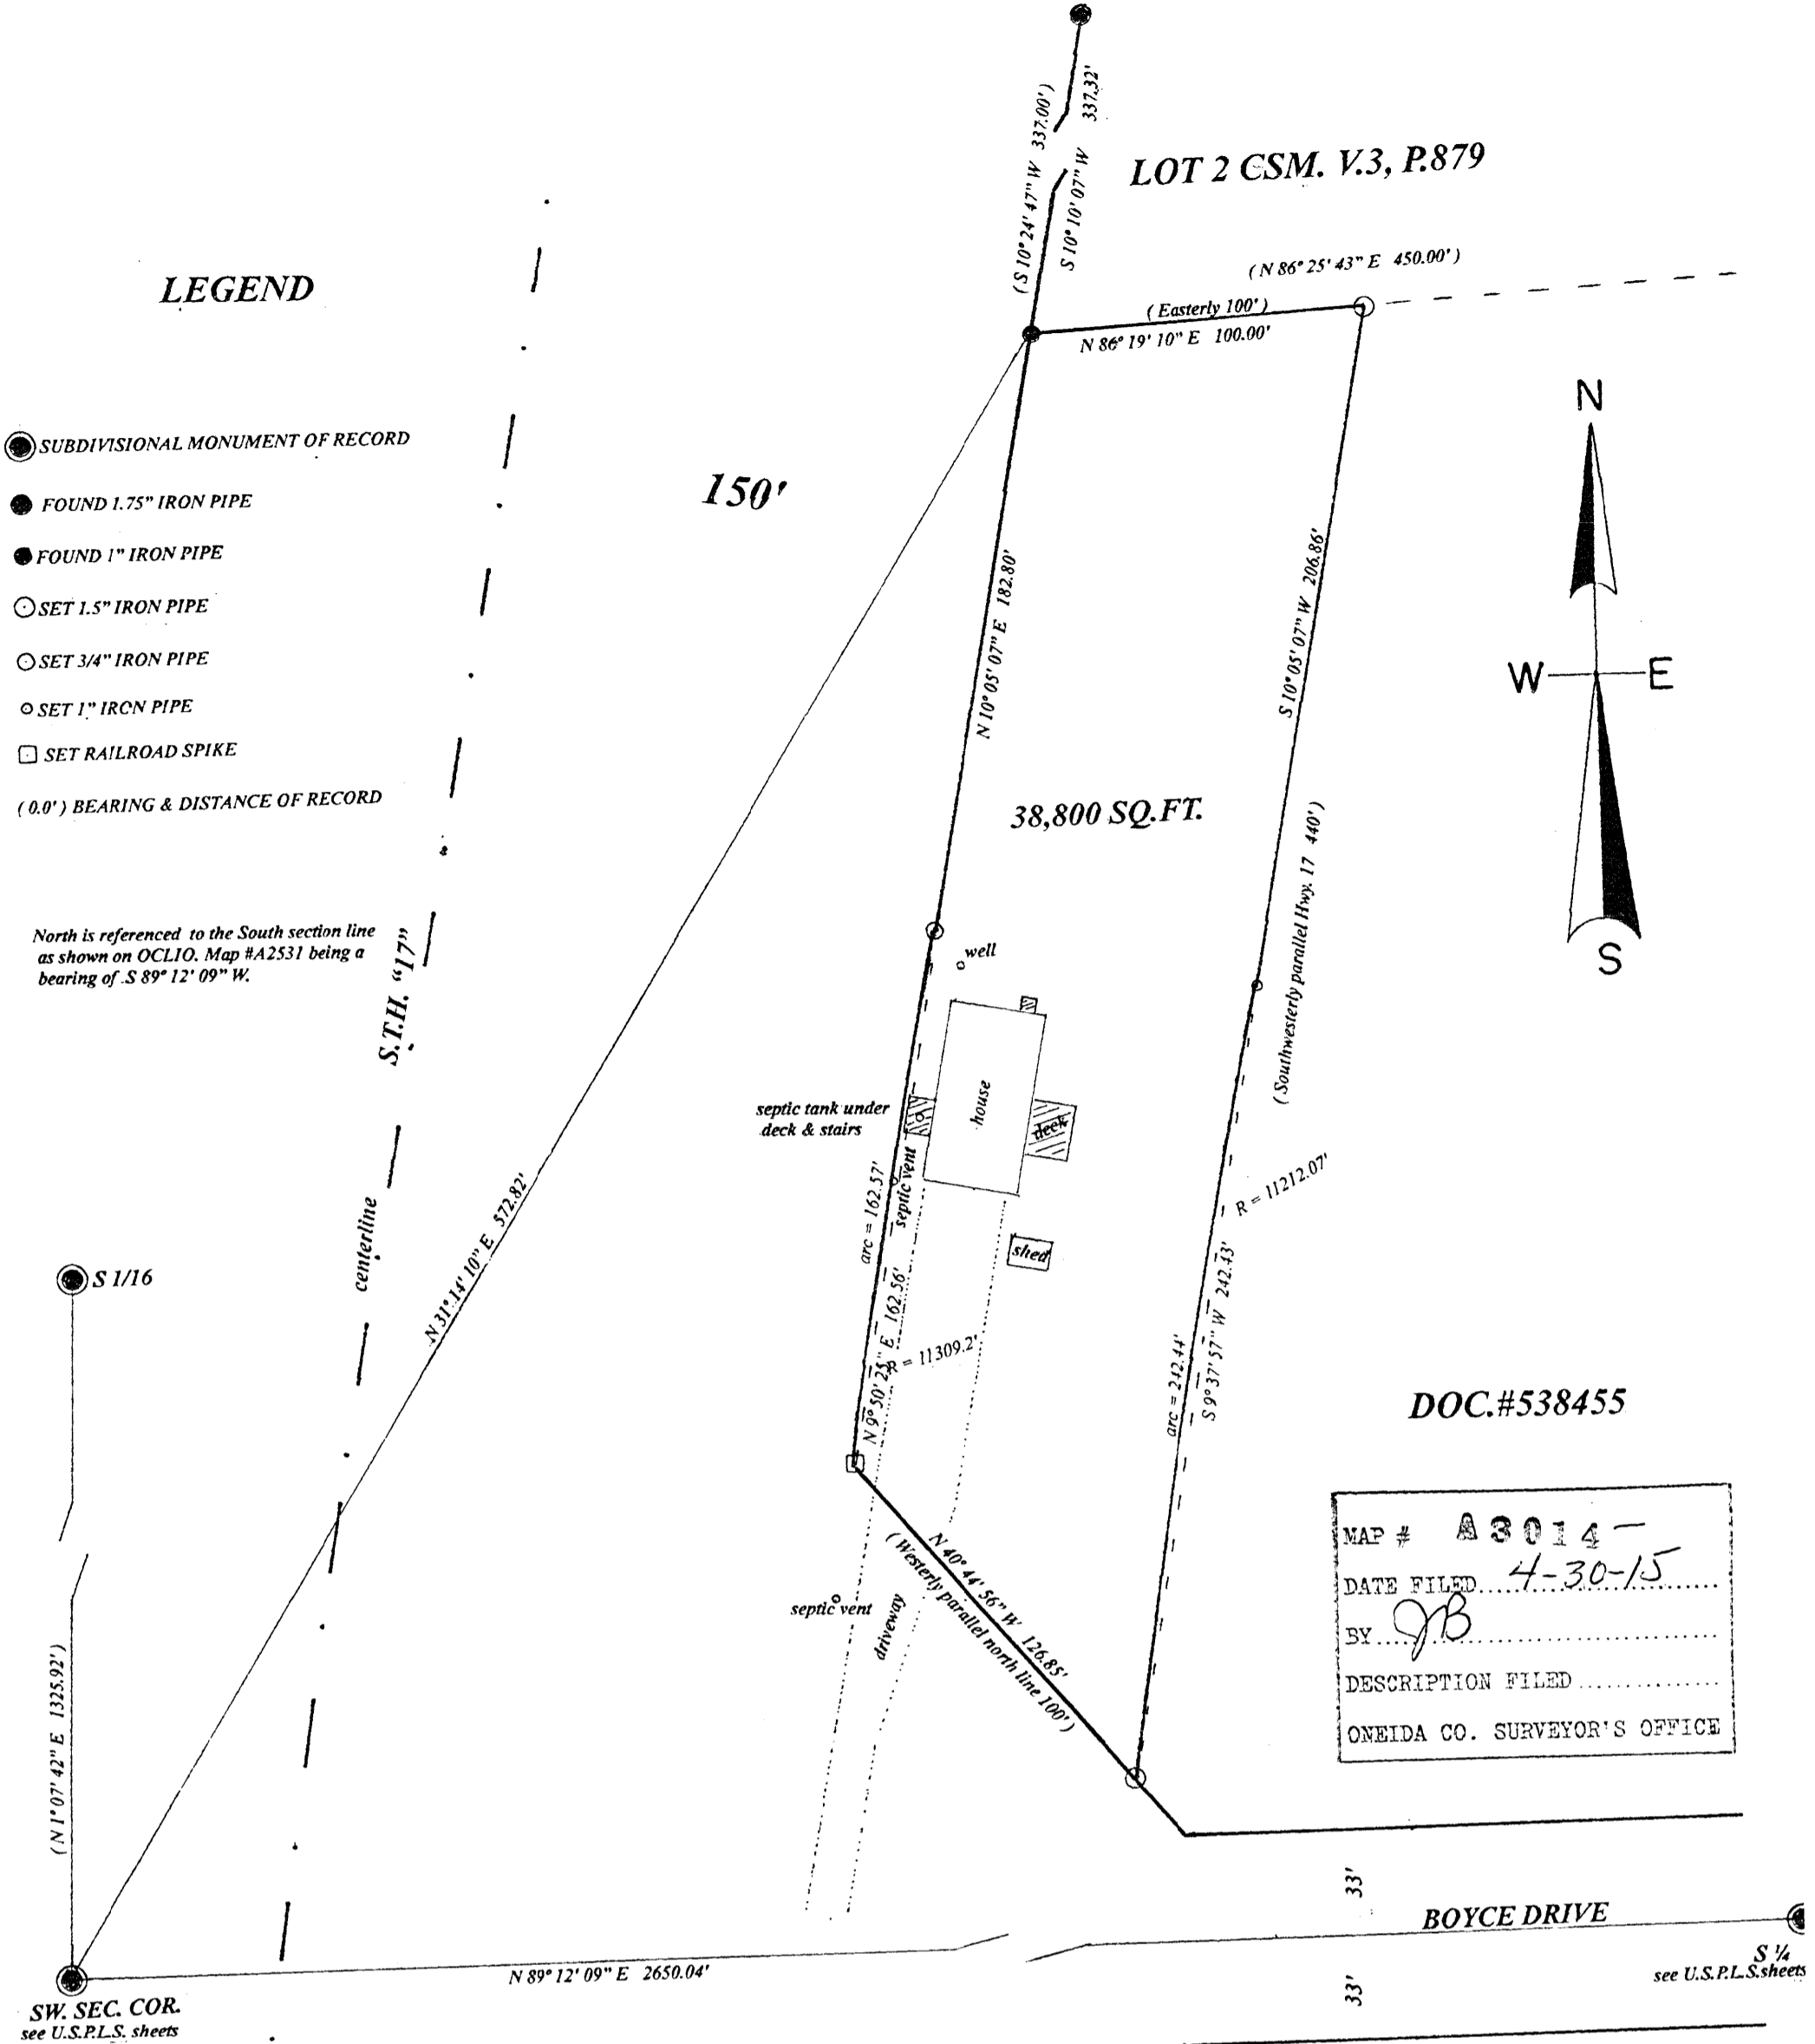 (S 10° 24' 47" W 337.00')
S 10° 10' 07" W 337.32'
LOT 2 CSM. V.3, P.879
(N 86° 25' 43" E 450.00')
(Easterly 100')
N 86° 19' 10" E 100.00'
LEGEND
SUBDIVISIONAL MONUMENT OF RECORD
FOUND 1.75" IRON PIPE
FOUND 1" IRON PIPE
SET 1.5" IRON PIPE
SET 3/4" IRON PIPE
SET 1" IRON PIPE
SET RAILROAD SPIKE
(0.0') BEARING & DISTANCE OF RECORD
North is referenced to the South section line
as shown on OCLIO. Map #A2531 being a
bearing of S 89° 12' 09" W.
150'
N
W
E
S
N 10° 05' 07" E 182.80'
S 10° 05' 07" W 206.86'
38,800 SQ.FT.
(Southwesterly parallel Hwy. 17 440')
S.T.H. "17"
centerline
N 31° 14' 10" E 572.82'
well
house
deck
septic tank under
deck & stairs
septic vent
arc = 162.57'
N 9° 50' 25" E 162.56'
R = 11309.2'
shed
R = 11212.07'
arc = 242.44'
S 9° 37' 57" W 242.43'
S 1/16
(N 1° 07' 42" E 1325.92')
N 40° 44' 56" W 126.85'
(Westerly parallel north line 100')
septic vent
driveway
DOC.#538455
MAP # A3014-
DATE FILED 4-30-15
BY JB
DESCRIPTION FILED
ONEIDA CO. SURVEYOR'S OFFICE
33'
BOYCE DRIVE
33'
S 1/4
see U.S.P.L.S.sheets
N 89° 12' 09" E 2650.04'
SW. SEC. COR.
see U.S.P.L.S. sheets